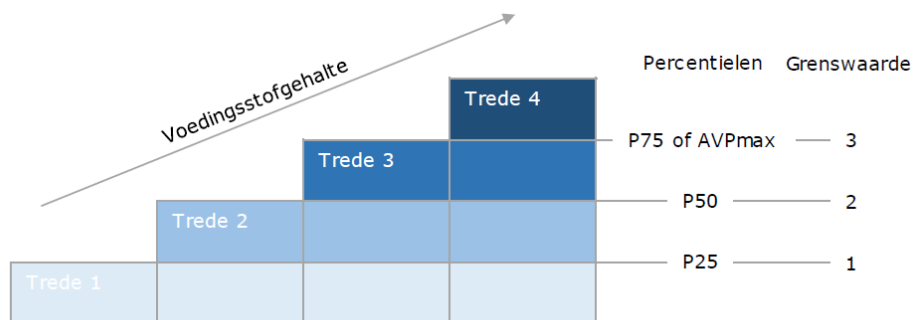 Voedingsstofgehalte
Percentielen Grenswaarde
Trede 4
P75 of AVPmax 3
Trede 3
P50 2
Trede 2
P25 1
Trede 1